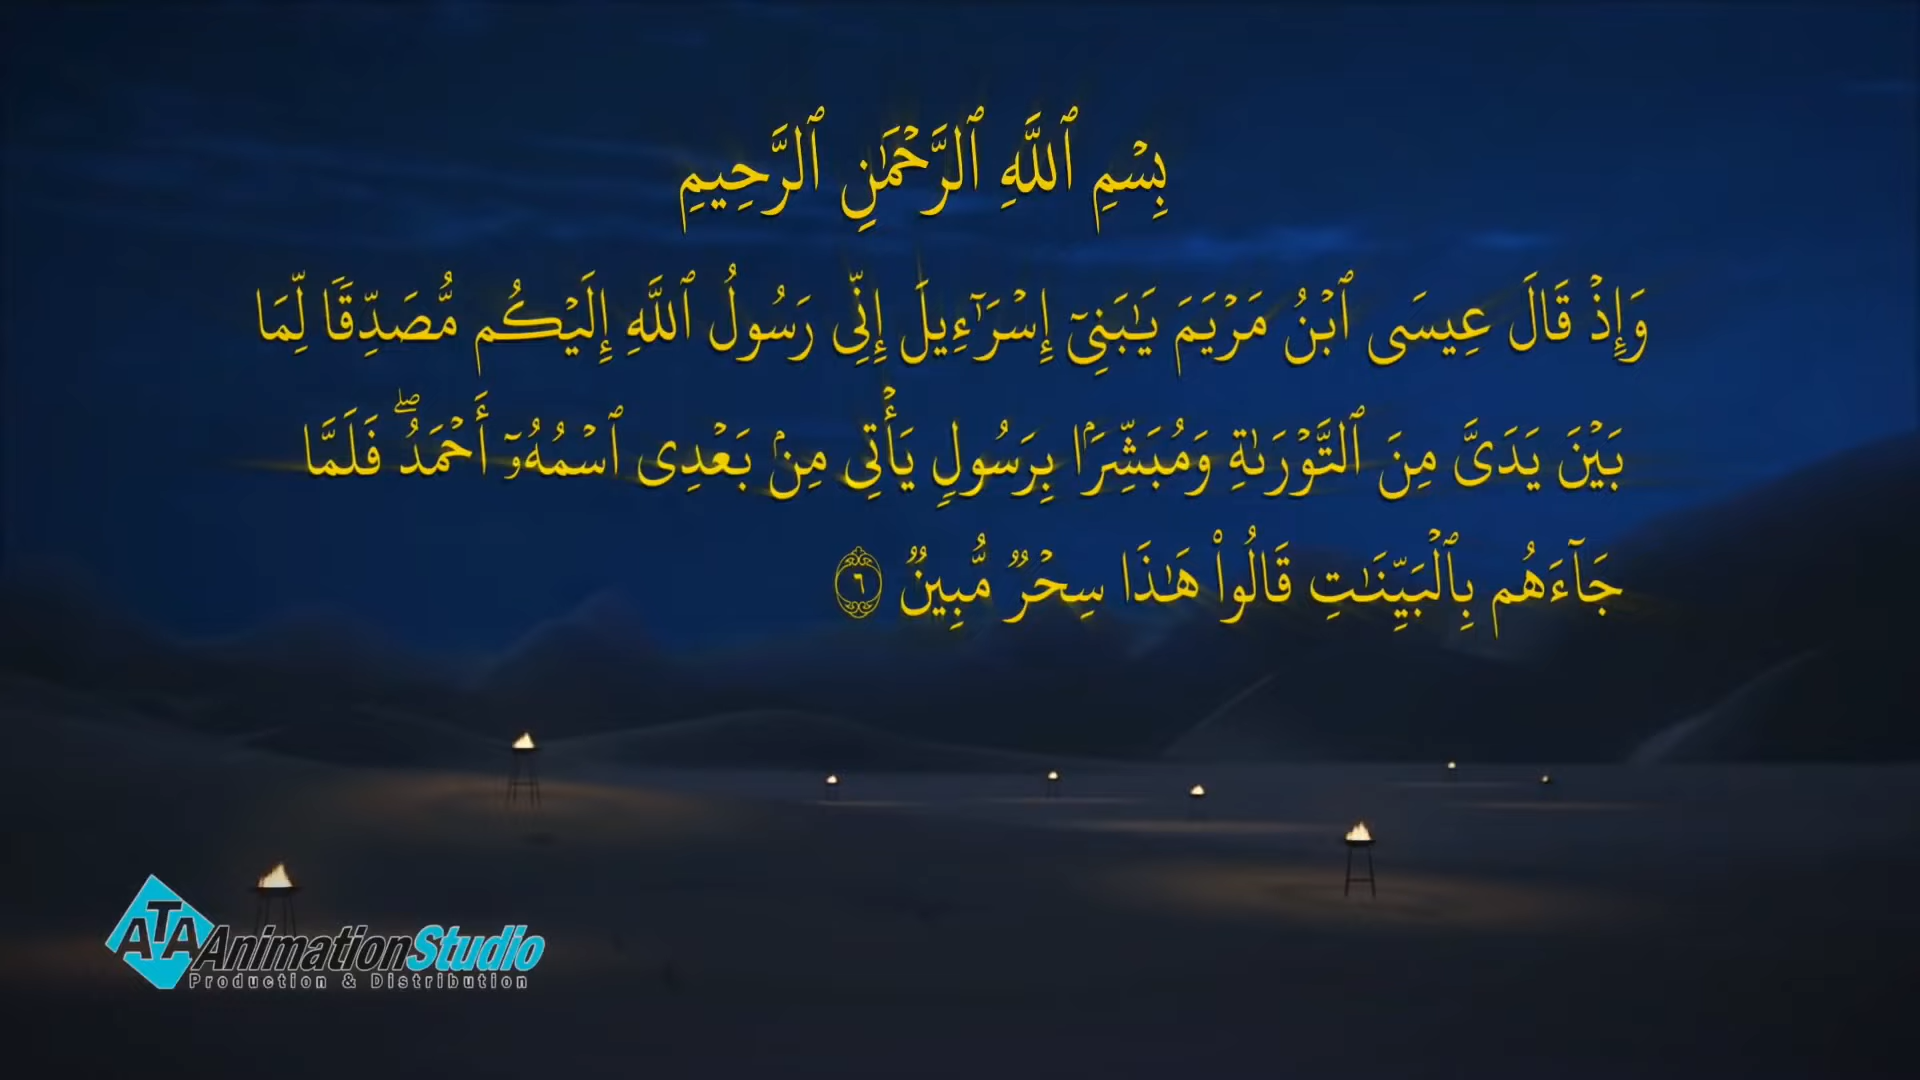 بِسْمِ ٱللَّهِ ٱلرَّحْمَٰنِ ٱلرَّحِيمِ
وَإِذْ قَالَ عِيسَى ٱبْنُ مَرْيَمَ يَٰبَنِىٓ إِسْرَٰٓءِيلَ إِنِّى رَسُولُ ٱللَّهِ إِلَيْكُم مُّصَدِّقًا لِّمَا
بَيْنَ يَدَىَّ مِنَ ٱلتَّوْرَىٰةِ وَمُبَشِّرًۢا بِرَسُولٍ يَأْتِى مِنۢ بَعْدِى ٱسْمُهُۥٓ أَحْمَدُ ۖ فَلَمَّا
جَآءَهُم بِٱلْبَيِّنَٰتِ قَالُوا۟ هَٰذَا سِحْرٌ مُّبِينٌ ٦
ATA AnimationStudio
Production & Distribution